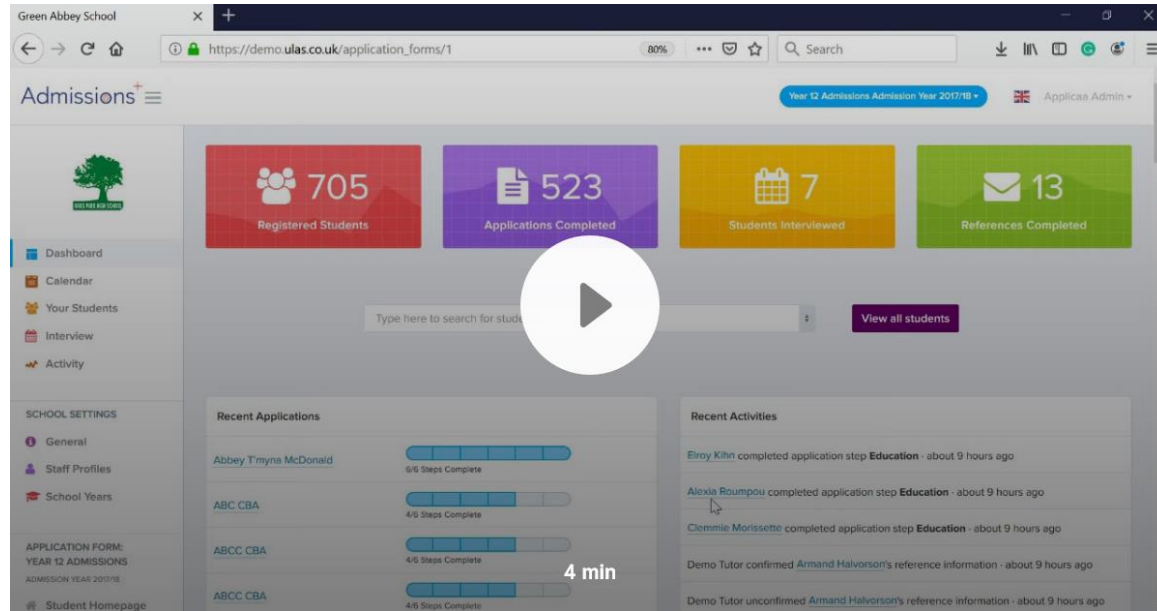 Green Abbey School
https://demo.ulas.co.uk/application_forms/1
80%
Search
Admissions+
Year 12 Admissions Admission Year 2017/18
Applicaa Admin
705
Registered Students
523
Applications Completed
7
Students Interviewed
13
References Completed
Dashboard
Calendar
Your Students
Interview
Activity
Type here to search for stude
View all students
SCHOOL SETTINGS
General
Staff Profiles
School Years
APPLICATION FORM:
YEAR 12 ADMISSIONS
ADMISSION YEAR 2017/18
Student Homepage
Recent Applications
Abbey T'myna McDonald
6/6 Steps Complete
ABC CBA
4/6 Steps Complete
ABCC CBA
4/6 Steps Complete
ABCC CBA
4/6 Steps Complete
Recent Activities
Elroy Kihn completed application step Education - about 9 hours ago
Alexia Roumpou completed application step Education - about 9 hours ago
Clemmie Morissette completed application step Education - about 9 hours ago
Demo Tutor confirmed Armand Halvorson's reference information - about 9 hours ago
Demo Tutor unconfirmed Armand Halvorson's reference information - about 9 hours ago
4 min